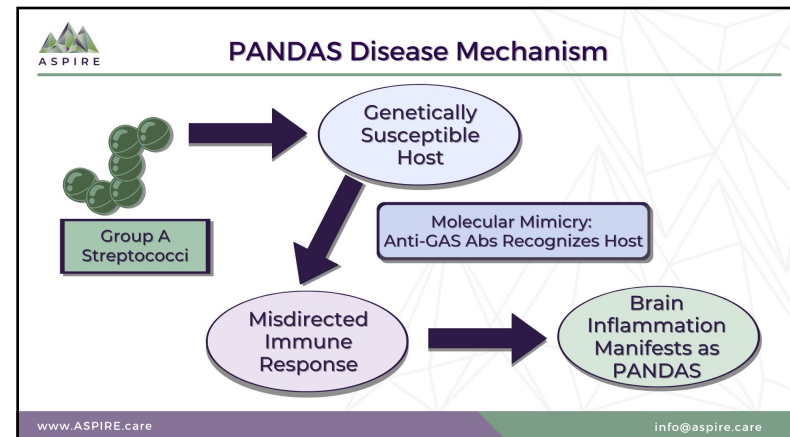 ASPIRE
PANDAS Disease Mechanism
Genetically
Susceptible
Host
Group A
Streptococci
Molecular Mimicry:
Anti-GAS Abs Recognizes Host
Misdirected
Immune
Response
Brain
Inflammation
Manifests as
PANDAS
www.ASPIRE.care
info@aspire.care